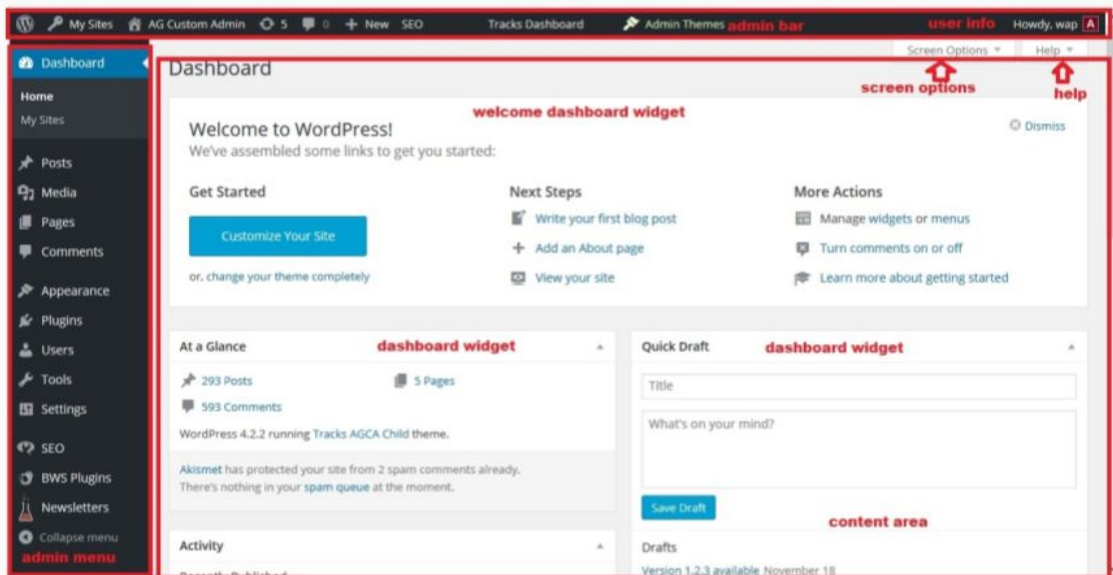 My Sites AG Custom Admin 5 0 New SEO Tracks Dashboard Admin Themes admin bar user info Howdy, wap A
Screen Options Help
screen options
help
Dashboard
Home
My Sites
Posts
Media
Pages
Comments
Appearance
Plugins
Users
Tools
Settings
SEO
BWS Plugins
Newsletters
Collapse menu
admin menu
Dashboard
welcome dashboard widget
Welcome to WordPress!
Dismiss
We've assembled some links to get you started:
Get Started
Customize Your Site
or, change your theme completely
Next Steps
Write your first blog post
Add an About page
View your site
More Actions
Manage widgets or menus
Turn comments on or off
Learn more about getting started
At a Glance
dashboard widget
293 Posts
5 Pages
593 Comments
WordPress 4.2.2 running Tracks AGCA Child theme.
Akismet has protected your site from 2 spam comments already.
There's nothing in your spam queue at the moment.
Activity
Recently Published
Quick Draft
dashboard widget
Title
What's on your mind?
Save Draft
content area
Drafts
Version 1.2.3 available November 18